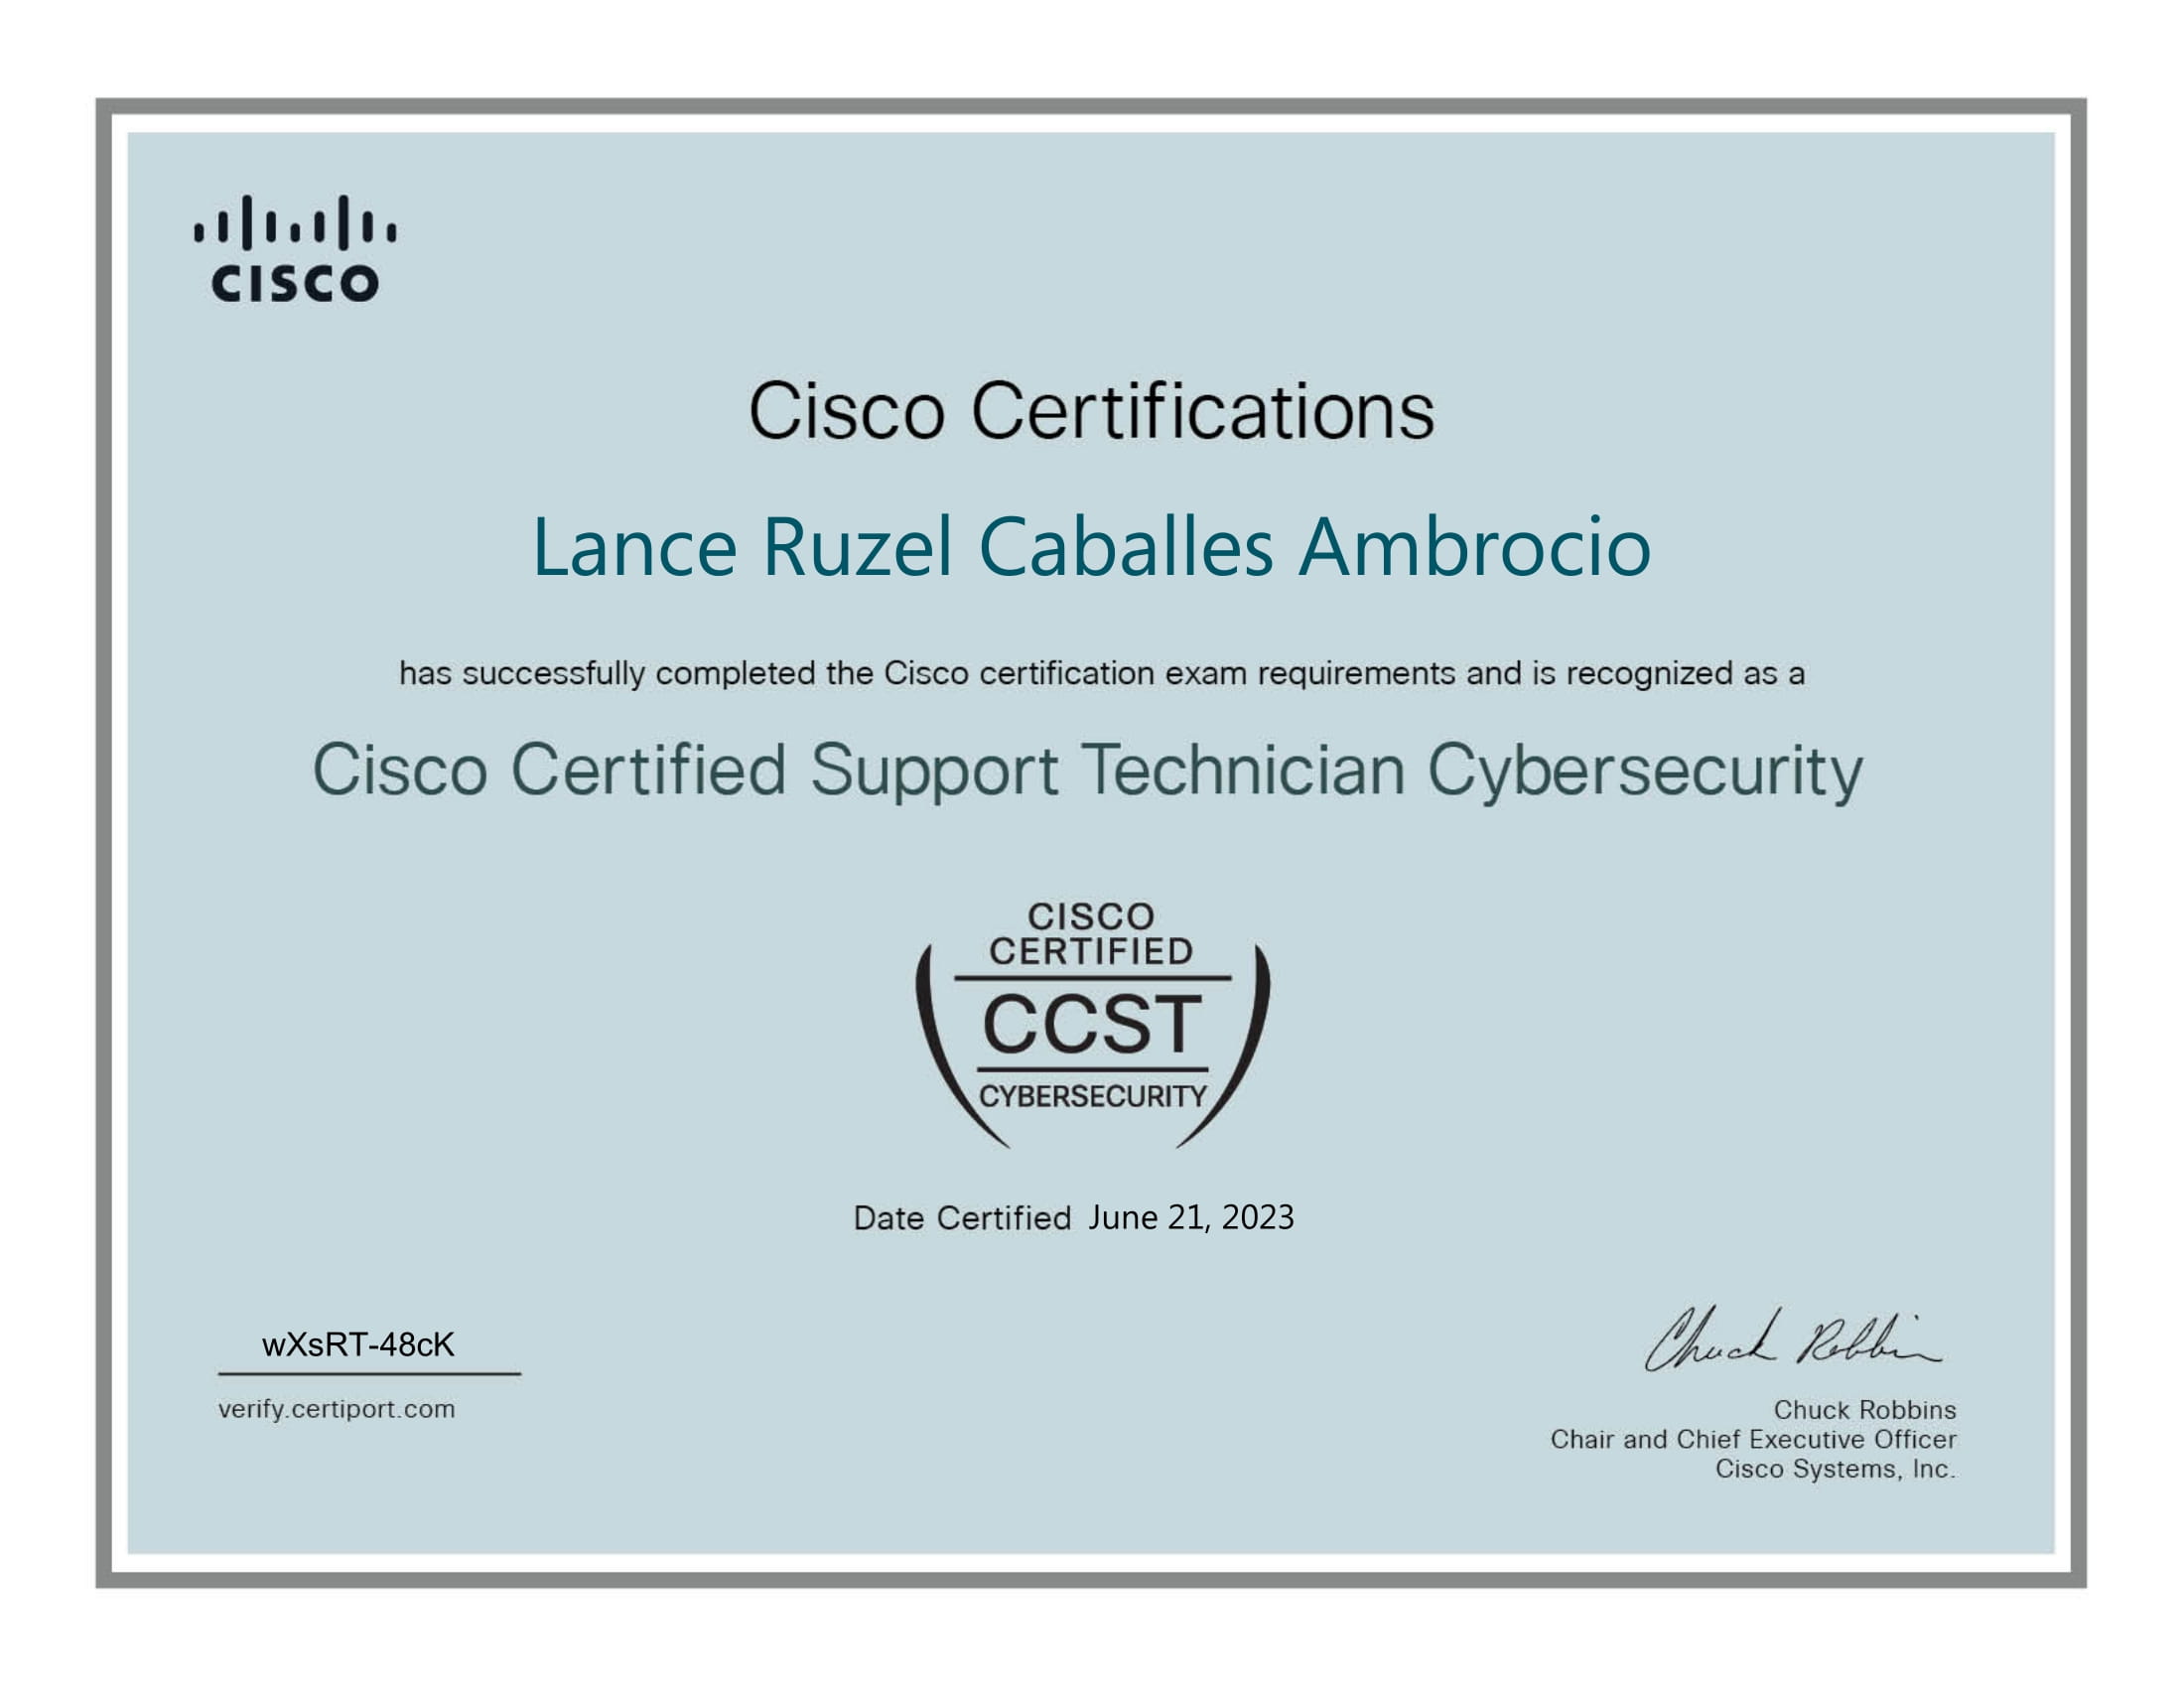 CISCO
Cisco Certifications
Lance Ruzel Caballes Ambrocio
has successfully completed the Cisco certification exam requirements and is recognized as a
Cisco Certified Support Technician Cybersecurity
CISCO
CERTIFIED
CCST
CYBERSECURITY
Date Certified June 21, 2023
wXsRT-48cK
verify.certiport.com
Chuck Robbins
Chuck Robbins
Chair and Chief Executive Officer
Cisco Systems, Inc.